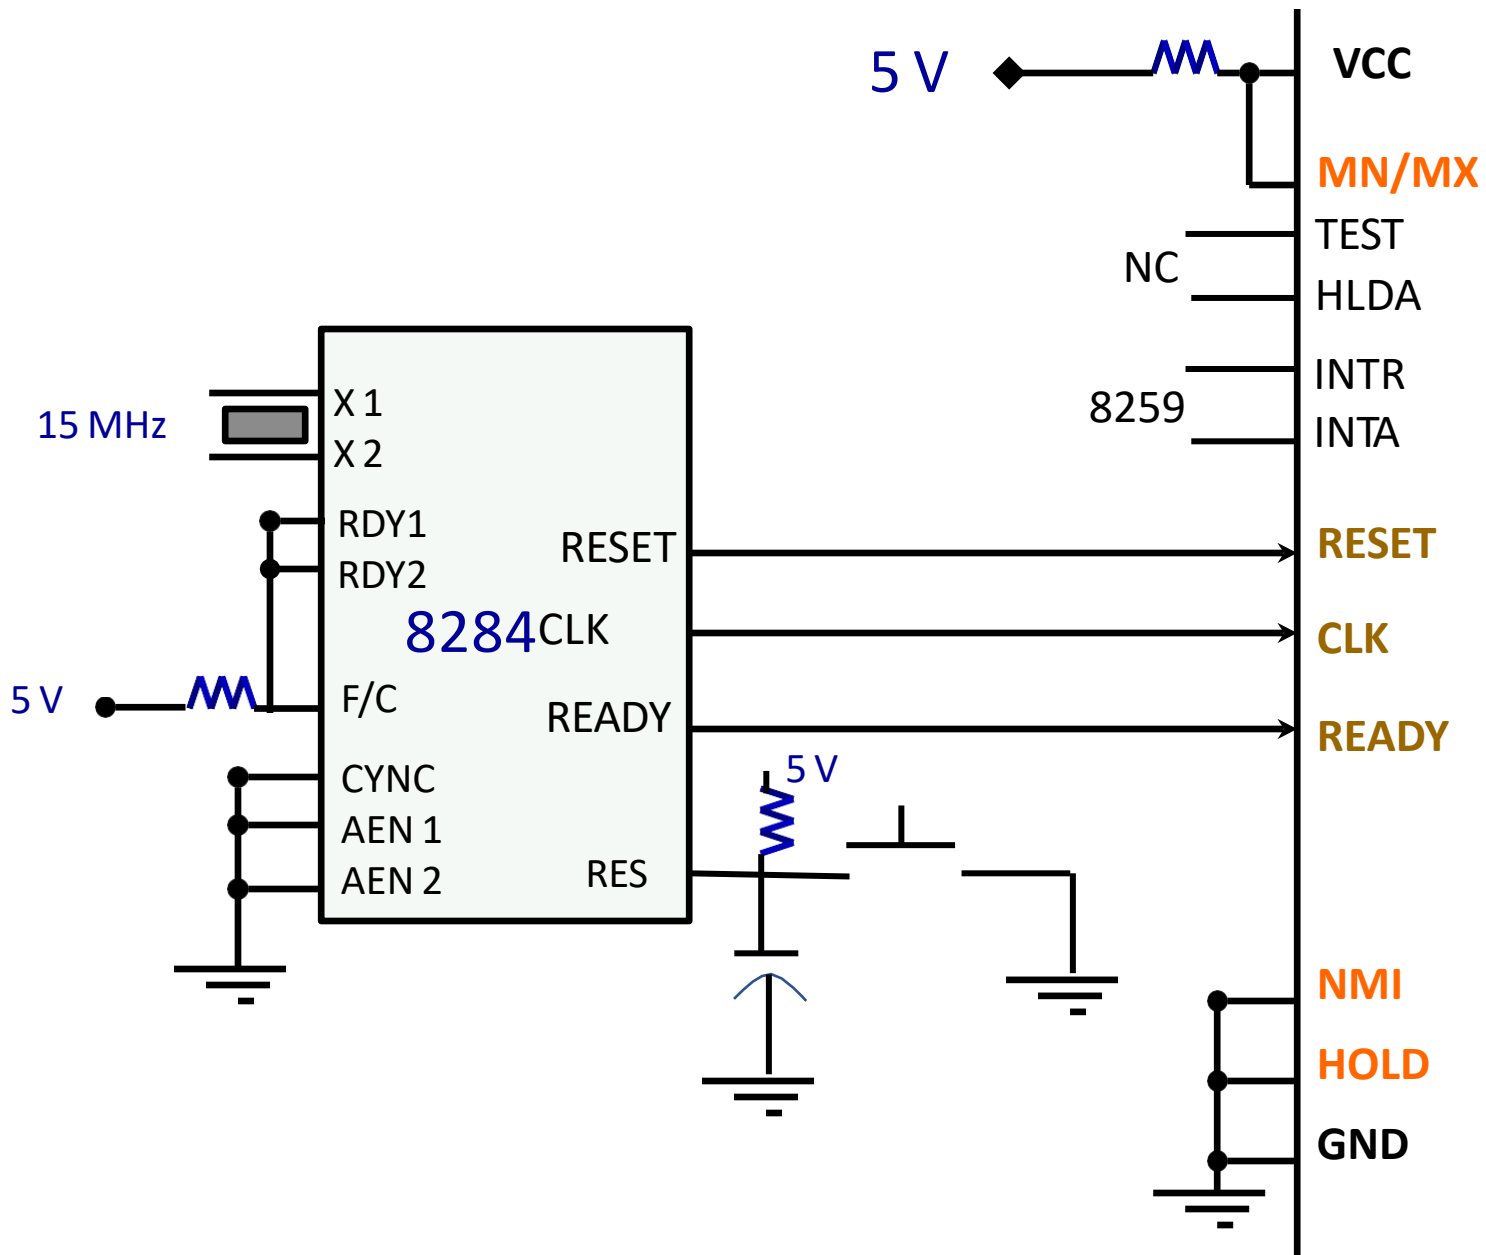 5 V
VCC
MN/MX
TEST
NC
HLDA
INTR
8259
INTA
15 MHz
X 1
X 2
RDY1
RDY2
RESET
RESET
8284
CLK
CLK
5 V
F/C
READY
READY
5 V
CYNC
AEN 1
AEN 2
RES
NMI
HOLD
GND